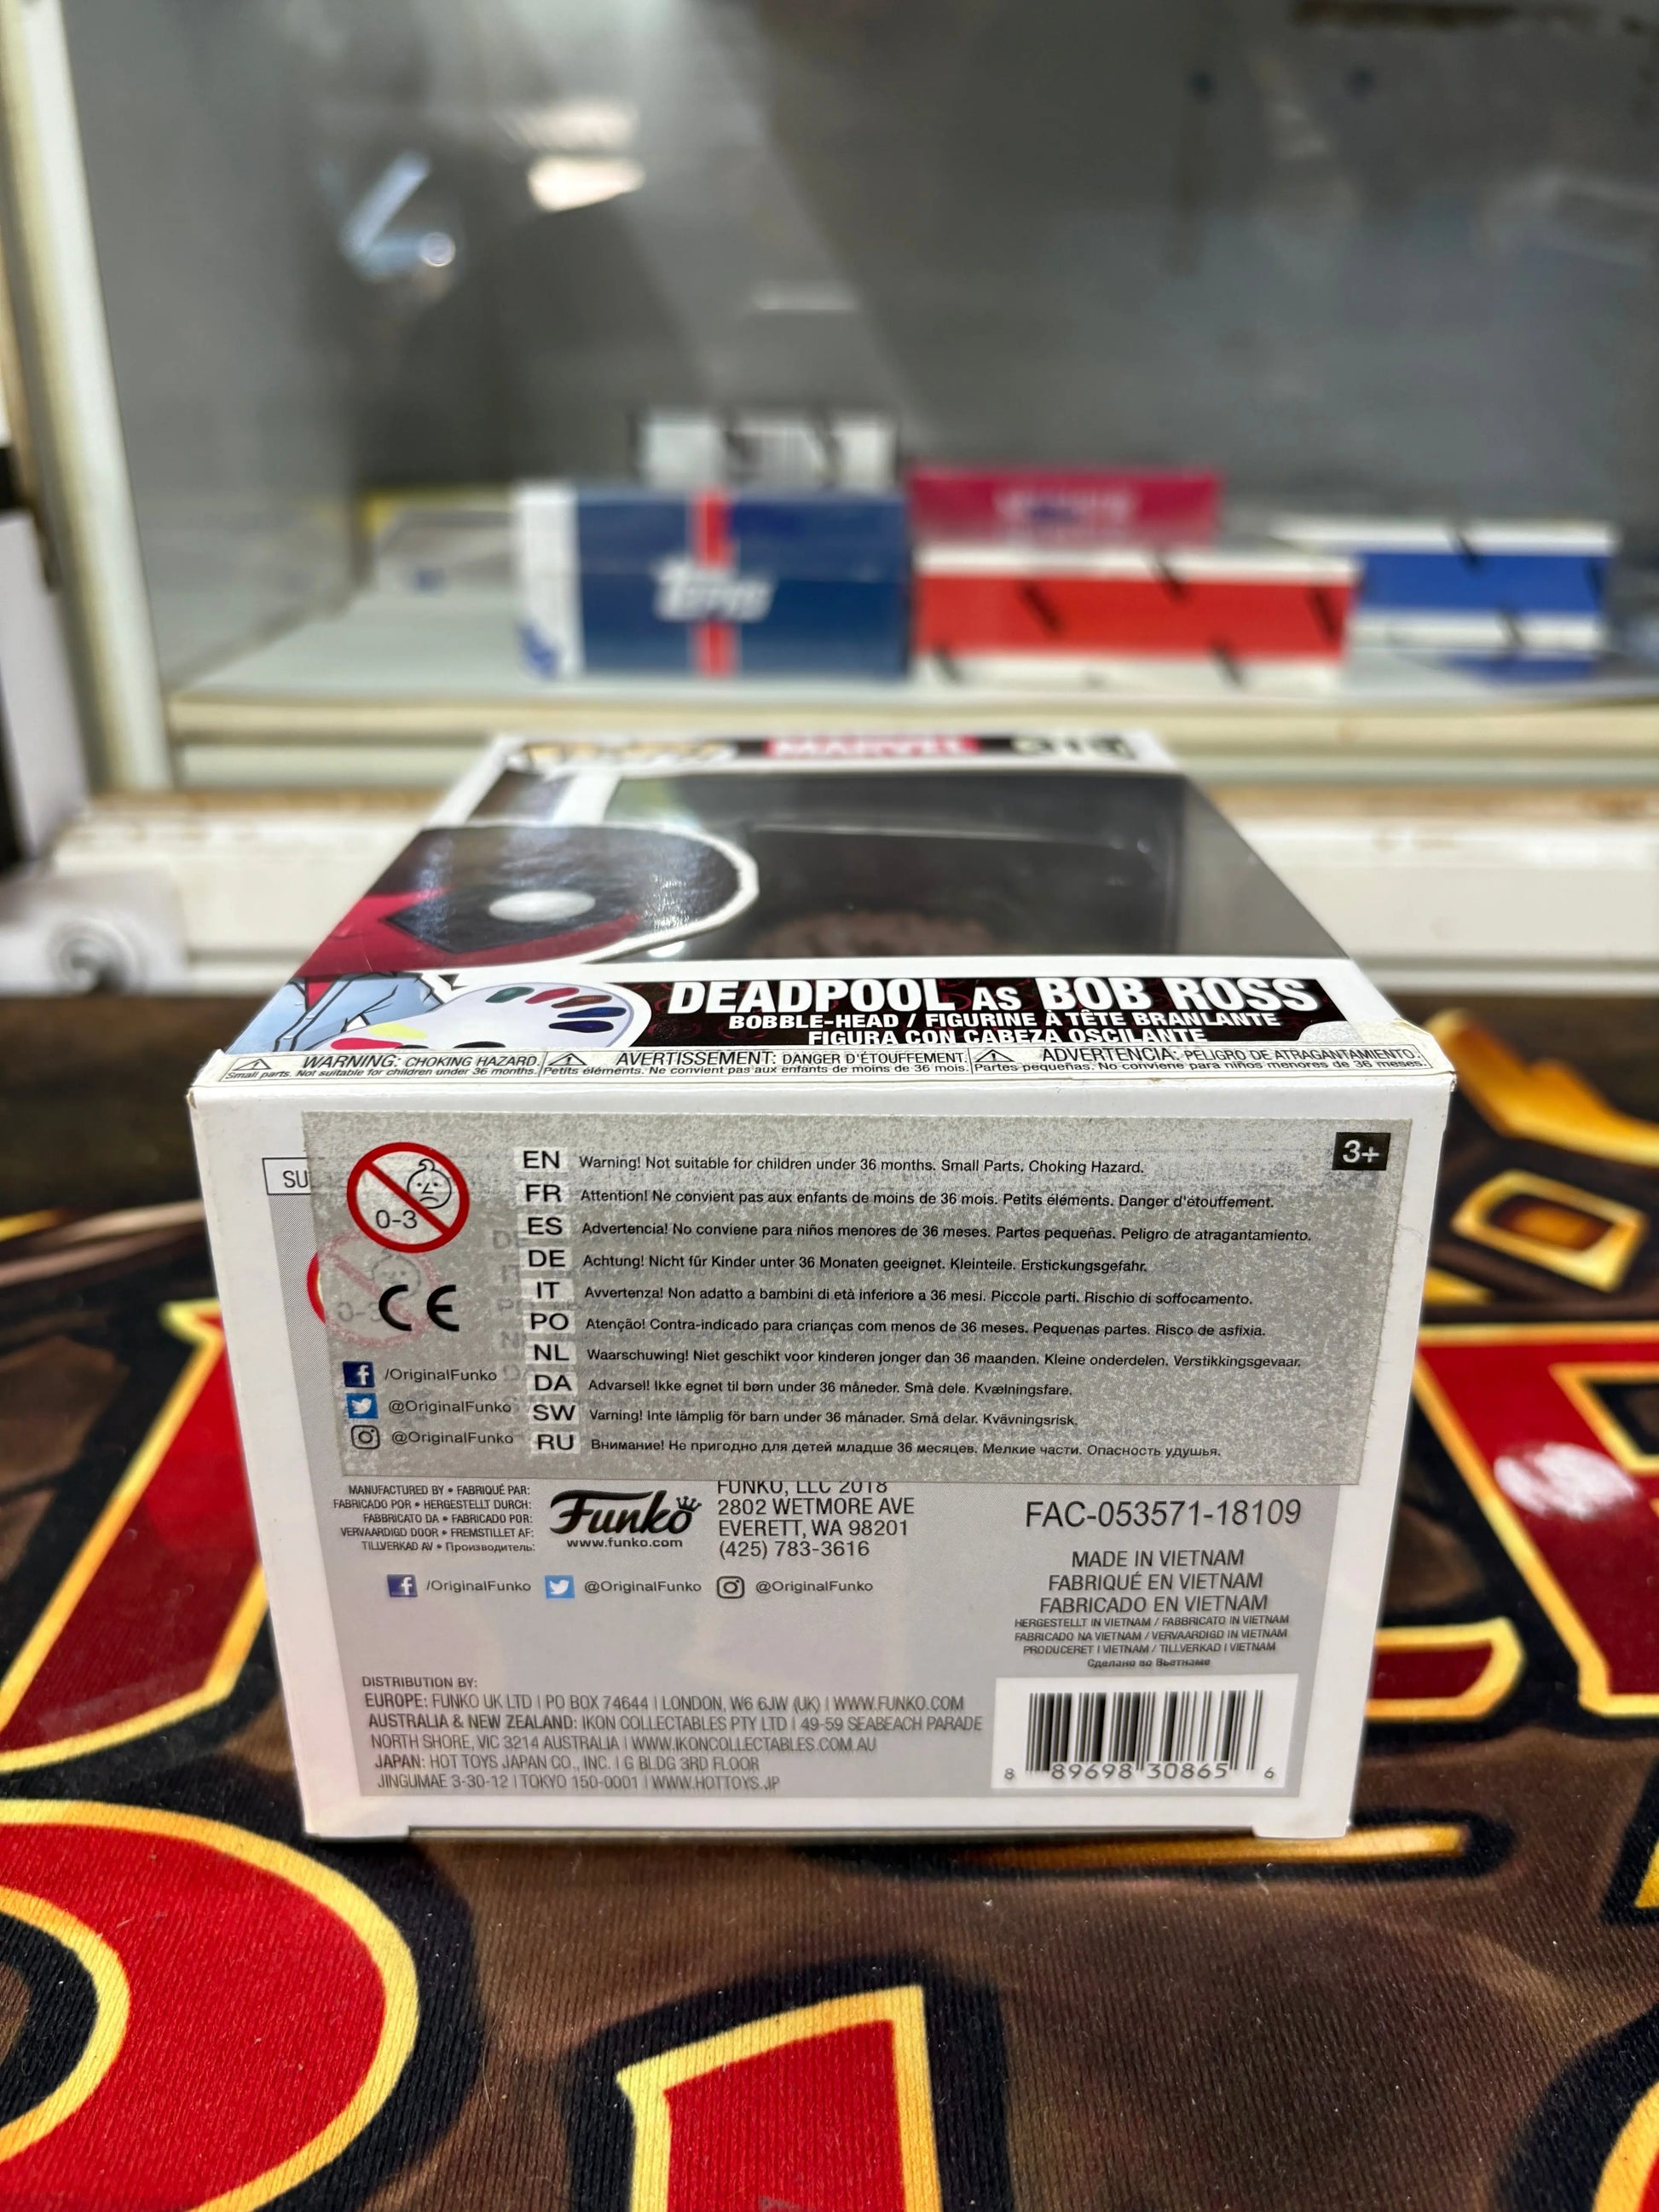 Topps
MARVEL
DEADPOOL AS BOB ROSS
BOBBLE-HEAD / FIGURINE À TÊTE BRANLANTE
FIGURA CON CABEZA OSCILANTE
WARNING: CHOKING HAZARD.
Small parts. Not suitable for children under 36 months.
AVERTISSEMENT: DANGER D'ÉTOUFFEMENT.
Petits éléments. Ne convient pas aux enfants de moins de 36 mois.
ADVERTENCIA: PELIGRO DE ATRAGANTAMIENTO.
Partes pequeñas. No conviene para niños menores de 36 meses.
SU
0-3
3+
EN Warning! Not suitable for children under 36 months. Small Parts. Choking Hazard.
FR Attention! Ne convient pas aux enfants de moins de 36 mois. Petits éléments. Danger d'étouffement.
ES Advertencia! No conviene para niños menores de 36 meses. Partes pequeñas. Peligro de atragantamiento.
DE Achtung! Nicht für Kinder unter 36 Monaten geeignet. Kleinteile. Erstickungsgefahr.
IT Avvertenza! Non adatto a bambini di età inferiore a 36 mesi. Piccole parti. Rischio di soffocamento.
PO Atenção! Contra-indicado para crianças com menos de 36 meses. Pequenas partes. Risco de asfixia.
NL Waarschuwing! Niet geschikt voor kinderen jonger dan 36 maanden. Kleine onderdelen. Verstikkingsgevaar.
DA Advarsel! Ikke egnet til børn under 36 måneder. Små dele. Kvælningsfare.
SW Varning! Inte lämplig för barn under 36 månader. Små delar. Kvävningsrisk.
RU Внимание! Не пригодно для детей младше 36 месяцев. Мелкие части. Опасность удушья.
CE
/OriginalFunko
@OriginalFunko
@OriginalFunko
MANUFACTURED BY • FABRIQUÉ PAR:
FABRICADO POR • HERGESTELLT DURCH:
FABBRICATO DA • FABRICADO POR:
VERVAARDIGD DOOR • FREMSTILLET AF:
TILLVERKAD AV • Производитель:
Funko
www.funko.com
FUNKO, LLC 2018
2802 WETMORE AVE
EVERETT, WA 98201
(425) 783-3616
/OriginalFunko @OriginalFunko @OriginalFunko
FAC-053571-18109
MADE IN VIETNAM
FABRIQUÉ EN VIETNAM
FABRICADO EN VIETNAM
HERGESTELLT IN VIETNAM / FABBRICATO IN VIETNAM
FABRICADO NA VIETNAM / VERVAARDIGD IN VIETNAM
PRODUCERET I VIETNAM / TILLVERKAD I VIETNAM
Сделано во Вьетнаме
DISTRIBUTION BY:
EUROPE: FUNKO UK LTD | PO BOX 74644 | LONDON, W6 6JW (UK) | WWW.FUNKO.COM
AUSTRALIA & NEW ZEALAND: IKON COLLECTABLES PTY LTD | 49-59 SEABEACH PARADE
NORTH SHORE, VIC 3214 AUSTRALIA | WWW.IKONCOLLECTABLES.COM.AU
JAPAN: HOT TOYS JAPAN CO., INC. | G BLDG 3RD FLOOR
JINGUMAE 3-30-12 | TOKYO 150-0001 | WWW.HOTTOYS.JP
8 89698 30865 6